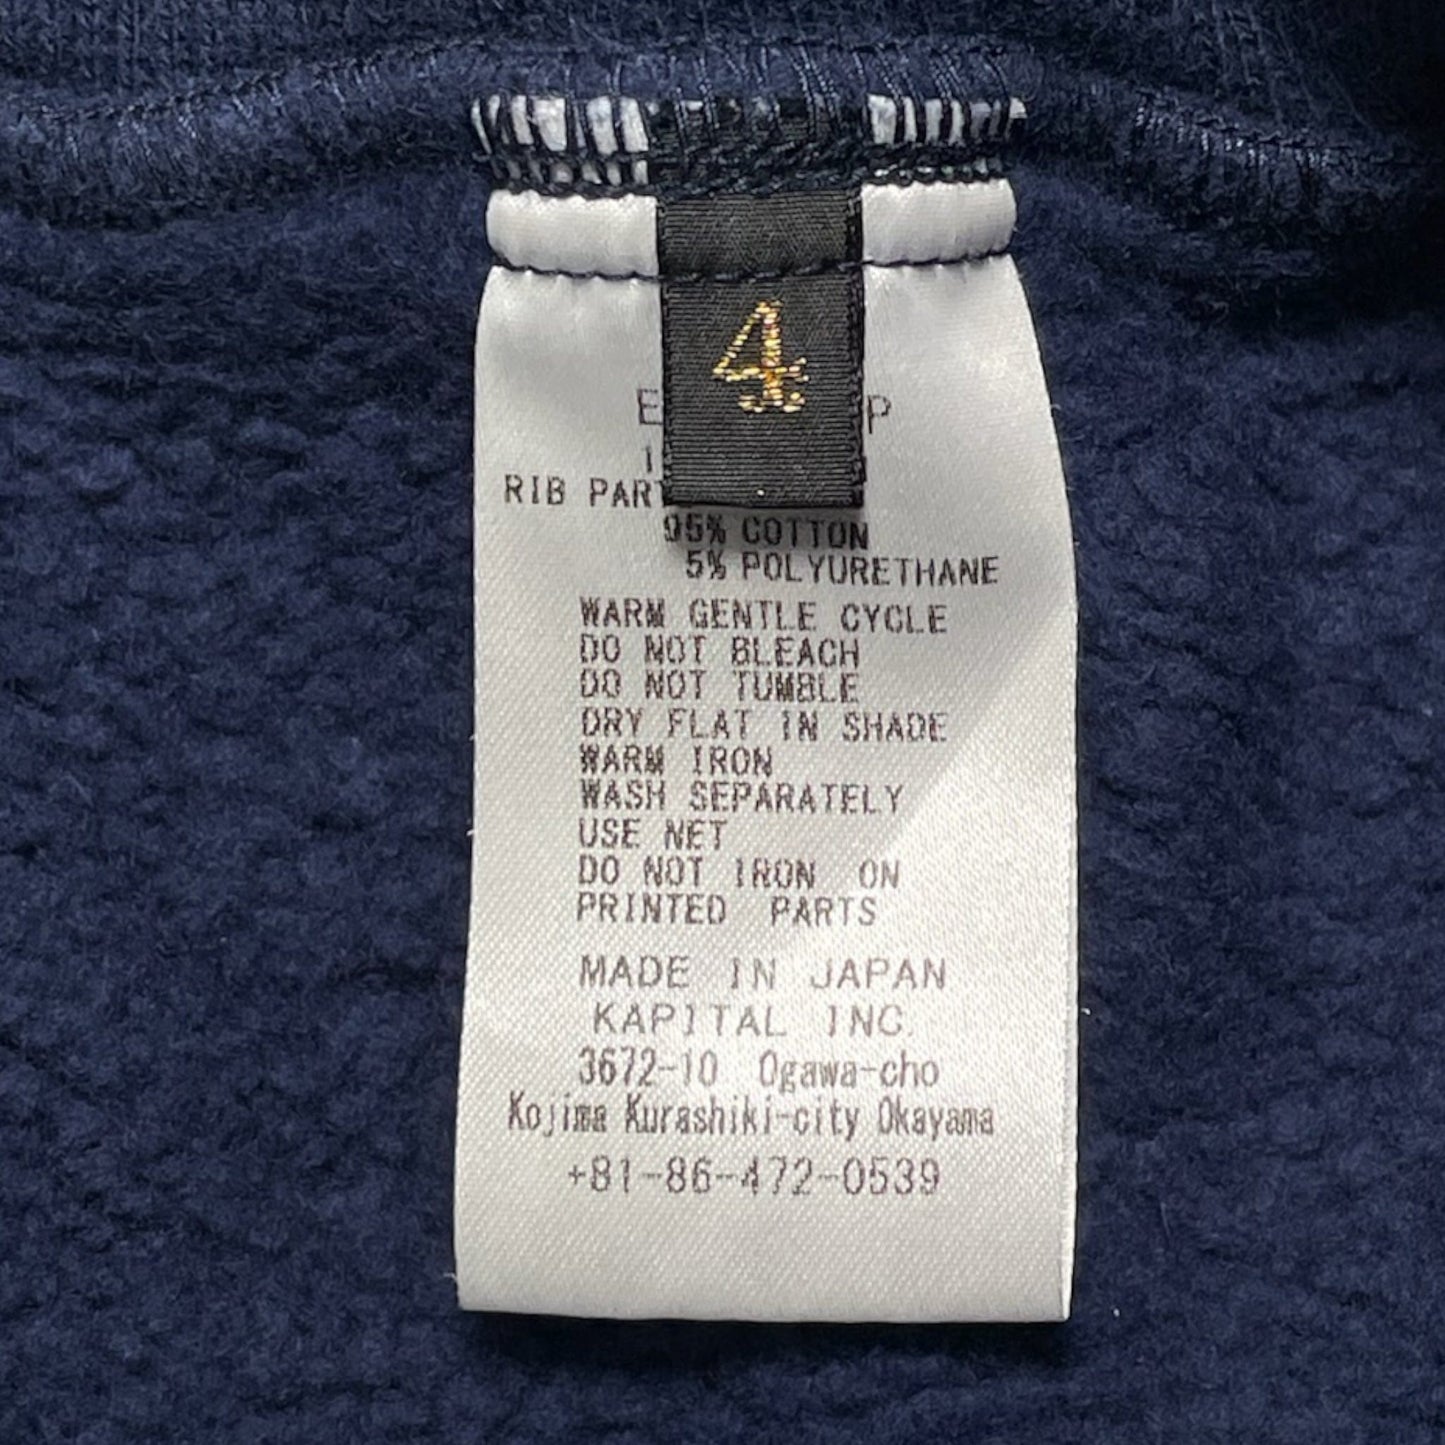 4
RIB
95% COTTON
5% POLYURETHANE
WARM GENTLE CYCLE
DO NOT BLEACH
DO NOT TUMBLE
DRY FLAT IN SHADE
WARM IRON
WASH SEPARATELY
USE NET
DO NOT IRON ON
PRINTED PARTS
MADE IN JAPAN
KAPITAL INC.
3672-10 Ogawa-cho
Kojima Kurashiki-city Okayama
+81-86-472-0539